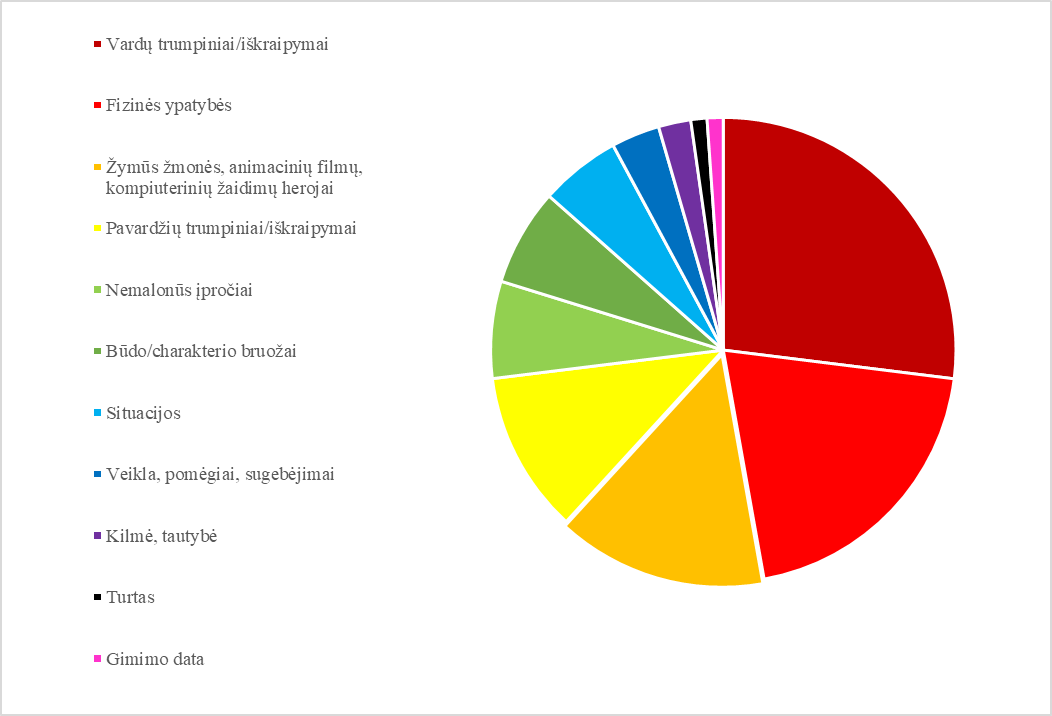 Vardų trumpiniai/iškraipymai
Fizinės ypatybės
Žymūs žmonės, animacinių filmų,
kompiuterinių žaidimų herojai
Pavardžių trumpiniai/iškraipymai
Nemalonūs įpročiai
Būdo/charakterio bruožai
Situacijos
Veikla, pomėgiai, sugebėjimai
Kilmė, tautybė
Turtas
Gimimo data